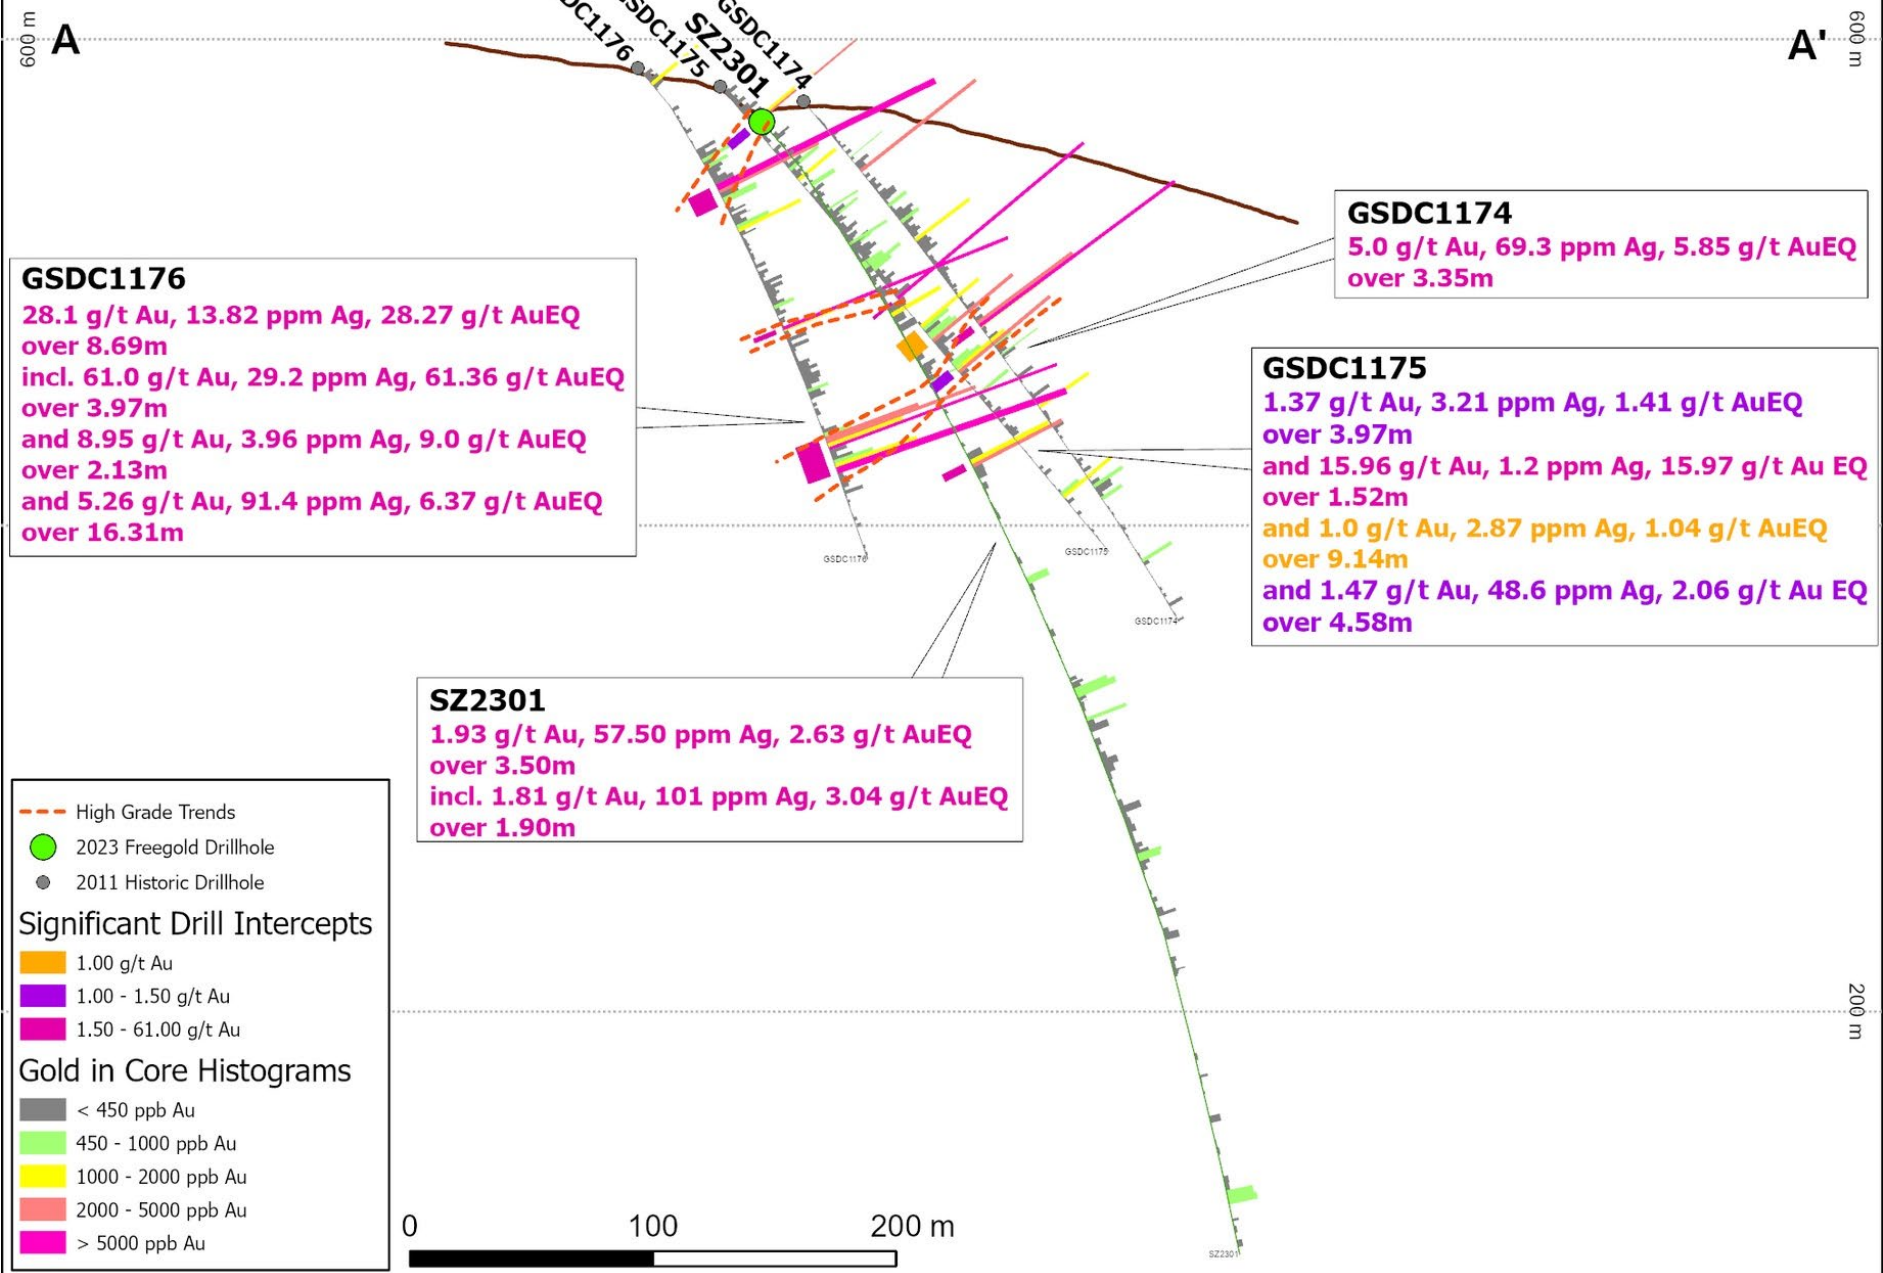 600 m
A
DC1176
GSDC1175
SZ2301
GSDC1174
A'
600 m
GSDC1174
5.0 g/t Au, 69.3 ppm Ag, 5.85 g/t AuEQ
over 3.35m
GSDC1176
28.1 g/t Au, 13.82 ppm Ag, 28.27 g/t AuEQ
over 8.69m
incl. 61.0 g/t Au, 29.2 ppm Ag, 61.36 g/t AuEQ
over 3.97m
and 8.95 g/t Au, 3.96 ppm Ag, 9.0 g/t AuEQ
over 2.13m
and 5.26 g/t Au, 91.4 ppm Ag, 6.37 g/t AuEQ
over 16.31m
GSDC1175
1.37 g/t Au, 3.21 ppm Ag, 1.41 g/t AuEQ
over 3.97m
and 15.96 g/t Au, 1.2 ppm Ag, 15.97 g/t Au EQ
over 1.52m
and 1.0 g/t Au, 2.87 ppm Ag, 1.04 g/t AuEQ
over 9.14m
and 1.47 g/t Au, 48.6 ppm Ag, 2.06 g/t Au EQ
over 4.58m
GSDC1176
GSDC1175
GSDC1174
SZ2301
1.93 g/t Au, 57.50 ppm Ag, 2.63 g/t AuEQ
over 3.50m
incl. 1.81 g/t Au, 101 ppm Ag, 3.04 g/t AuEQ
over 1.90m
High Grade Trends
2023 Freegold Drillhole
2011 Historic Drillhole
Significant Drill Intercepts
1.00 g/t Au
1.00 - 1.50 g/t Au
1.50 - 61.00 g/t Au
Gold in Core Histograms
< 450 ppb Au
450 - 1000 ppb Au
1000 - 2000 ppb Au
2000 - 5000 ppb Au
> 5000 ppb Au
200 m
0 100 200 m
SZ2301